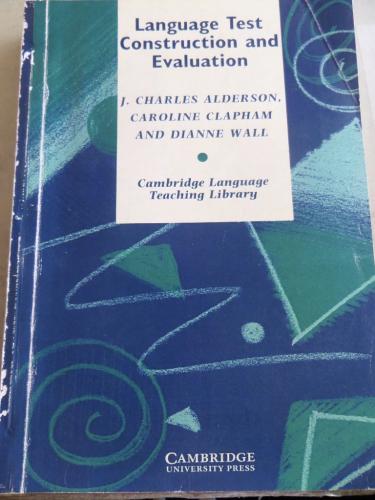 Language Test
Construction and
Evaluation
J. CHARLES ALDERSON,
CAROLINE CLAPHAM
AND DIANNE WALL
Cambridge Language
Teaching Library
CAMBRIDGE
UNIVERSITY PRESS